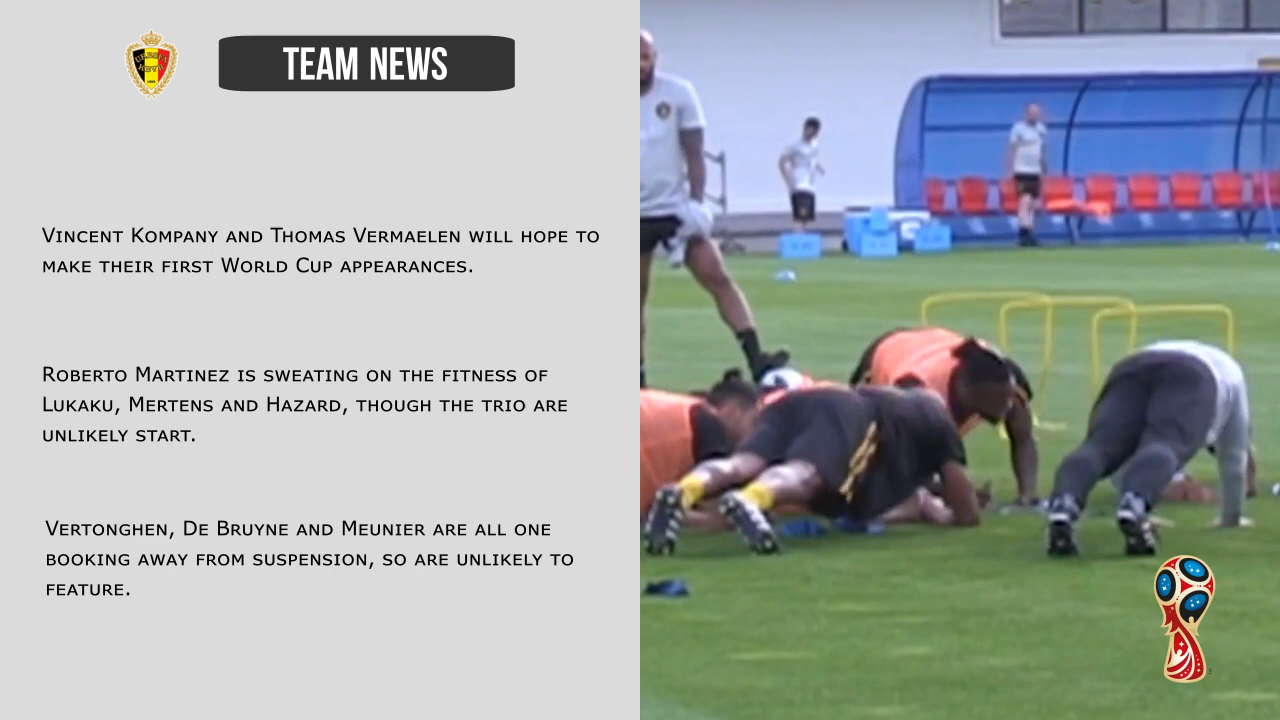 TEAM NEWS
Vincent Kompany and Thomas Vermaelen will hope to
make their first World Cup appearances.
Roberto Martinez is sweating on the fitness of
Lukaku, Mertens and Hazard, though the trio are
unlikely start.
Vertonghen, De Bruyne and Meunier are all one
booking away from suspension, so are unlikely to
feature.